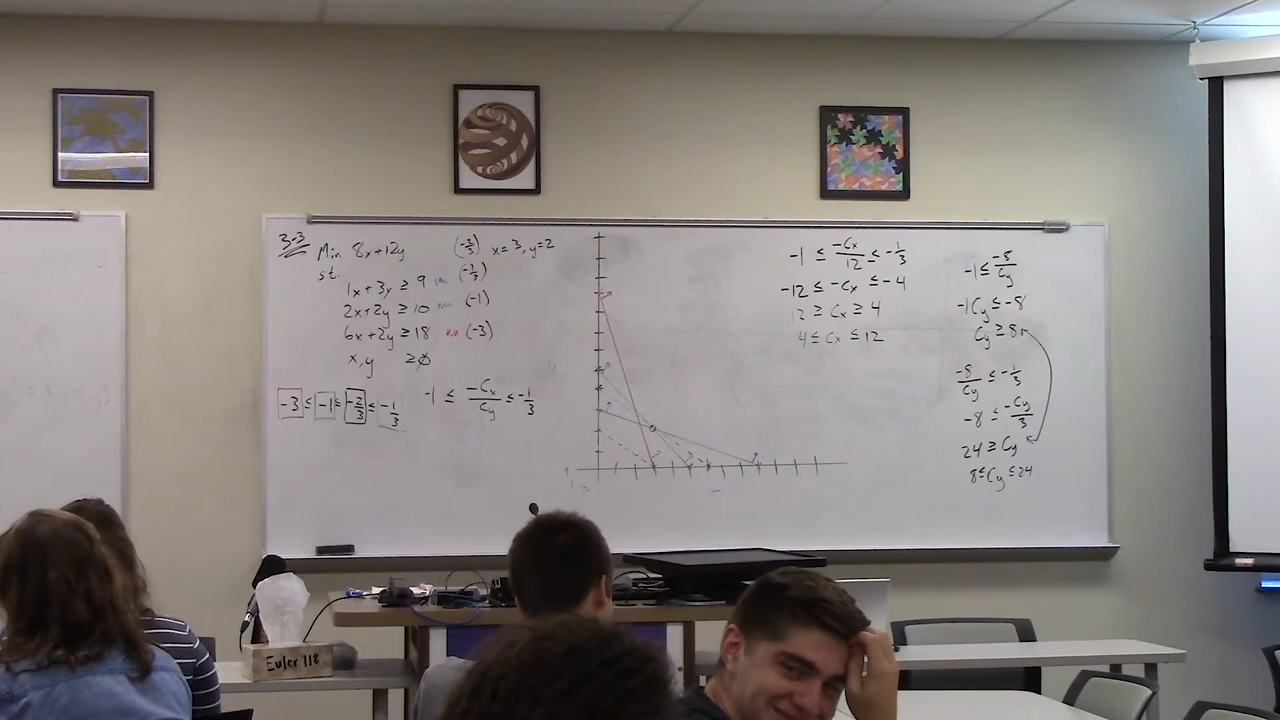 3-3 Min 8x+12y (-2/3) x=3, y=2
st.
1x+3y ≥ 9 (-1/3)
2x+2y ≥ 10 (-1)
6x+2y ≥ 18 (-3)
x, y ≥ ∅
-3 ≤ -1 ≤ -2/3 ≤ -1/3
-1 ≤ -Cx/Cy ≤ -1/3
-1 ≤ -Cx/12 ≤ -1/3
-12 ≤ -Cx ≤ -4
12 ≥ Cx ≥ 4
4 ≤ Cx ≤ 12
-1 ≤ -8/Cy
-1Cy ≤ -8
Cy ≥ 8
-8/Cy ≤ -1/3
-8 ≤ -Cy/3
24 ≥ Cy
8 ≤ Cy ≤ 24
Euler 118